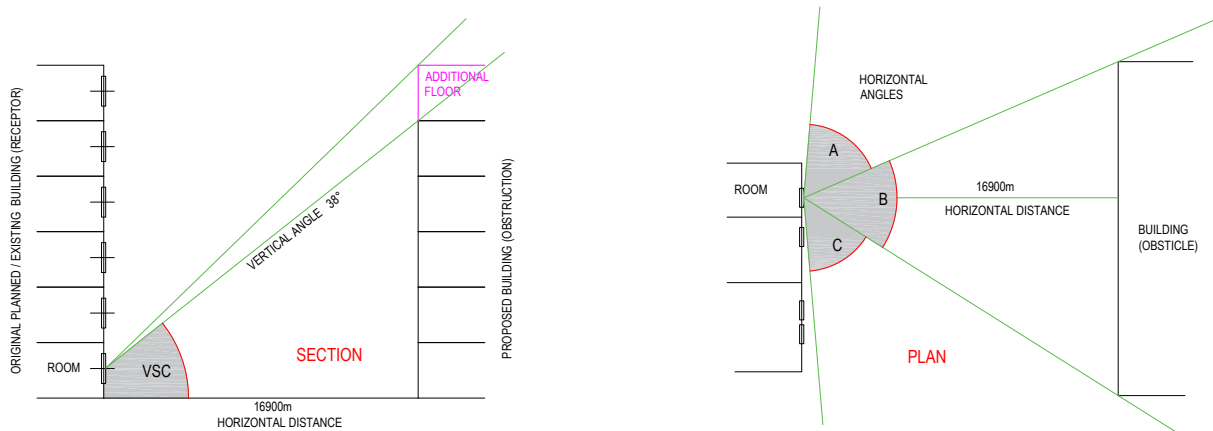 ORIGINAL PLANNED / EXISTING BUILDING (RECEPTOR)
ROOM
VSC
VERTICAL ANGLE 38°
ADDITIONAL
FLOOR
PROPOSED BUILDING (OBSTRUCTION)
SECTION
16900m
HORIZONTAL DISTANCE
HORIZONTAL
ANGLES
ROOM
A
B
C
16900m
HORIZONTAL DISTANCE
BUILDING
(OBSTICLE)
PLAN